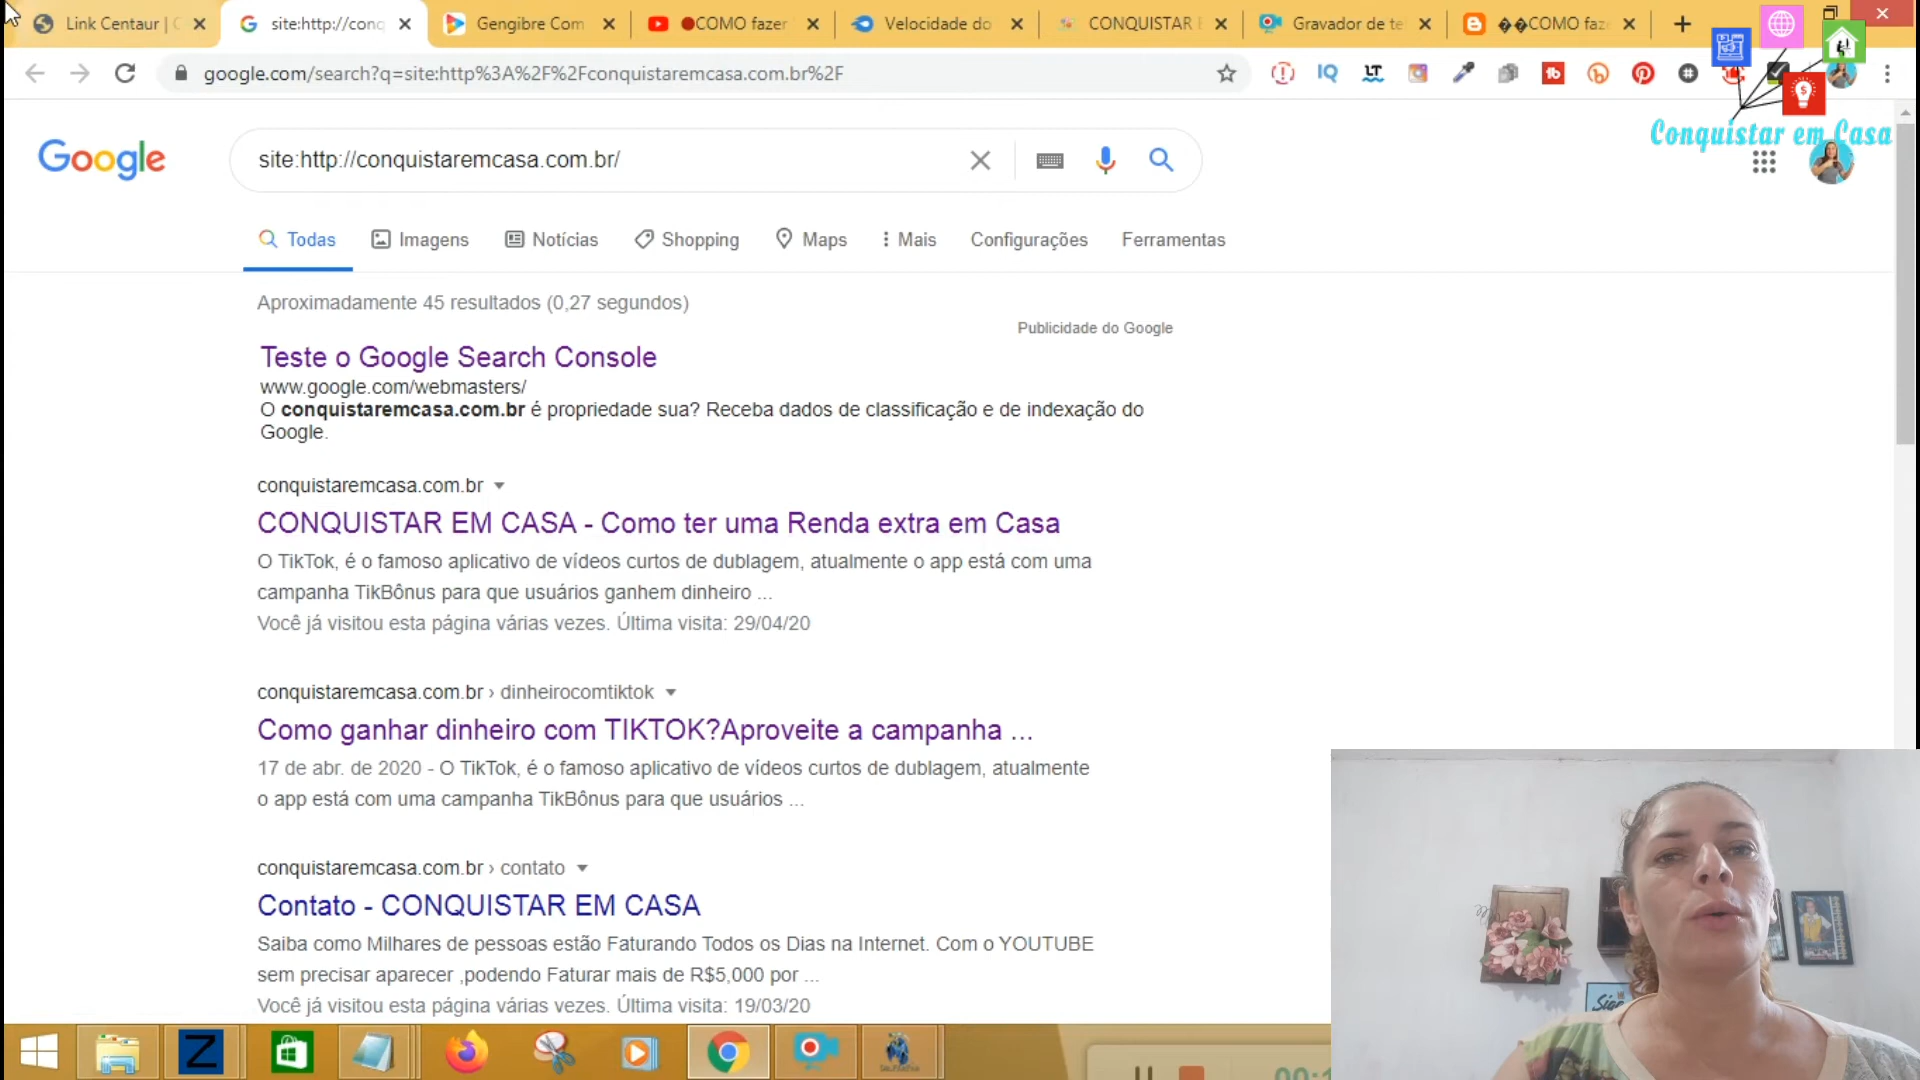 Link Centaur | C
site:http://conq
Gengibre Com
COMO fazer
Velocidade do
CONQUISTAR E
Gravador de te
COMO faze
google.com/search?q=site:http%3A%2F%2Fconquistaremcasa.com.br%2F
IQ
LT
Conquistar em Casa
Google
site:http://conquistaremcasa.com.br/
Todas
Imagens
Notícias
Shopping
Maps
Mais
Configurações
Ferramentas
Aproximadamente 45 resultados (0,27 segundos)
Publicidade do Google
Teste o Google Search Console
www.google.com/webmasters/
O conquistaremcasa.com.br é propriedade sua? Receba dados de classificação e de indexação do
Google.
conquistaremcasa.com.br
CONQUISTAR EM CASA - Como ter uma Renda extra em Casa
O TikTok, é o famoso aplicativo de vídeos curtos de dublagem, atualmente o app está com uma
campanha TikBônus para que usuários ganhem dinheiro ...
Você já visitou esta página várias vezes. Última visita: 29/04/20
conquistaremcasa.com.br › dinheirocomtiktok
Como ganhar dinheiro com TIKTOK?Aproveite a campanha ...
17 de abr. de 2020 - O TikTok, é o famoso aplicativo de vídeos curtos de dublagem, atualmente
o app está com uma campanha TikBônus para que usuários ...
conquistaremcasa.com.br › contato
Contato - CONQUISTAR EM CASA
Saiba como Milhares de pessoas estão Faturando Todos os Dias na Internet. Com o YOUTUBE
sem precisar aparecer ,podendo Faturar mais de R$5,000 por ...
Você já visitou esta página várias vezes. Última visita: 19/03/20
Z